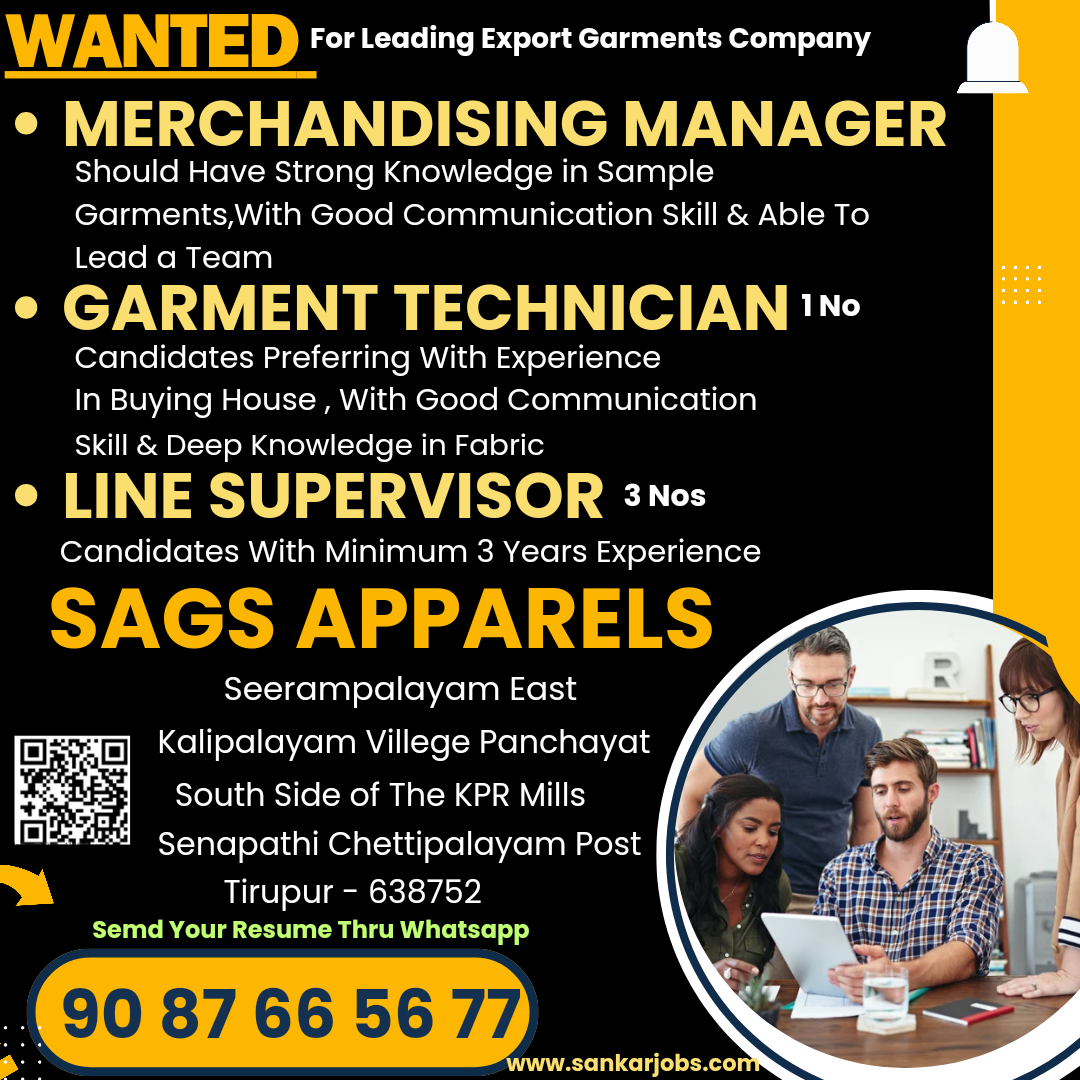 WANTED For Leading Export Garments Company
• MERCHANDISING MANAGER
Should Have Strong Knowledge in Sample
Garments,With Good Communication Skill & Able To
Lead a Team
• GARMENT TECHNICIAN 1 No
Candidates Preferring With Experience
In Buying House , With Good Communication
Skill & Deep Knowledge in Fabric
• LINE SUPERVISOR 3 Nos
Candidates With Minimum 3 Years Experience
SAGS APPARELS
Seerampalayam East
Kalipalayam Villege Panchayat
South Side of The KPR Mills
Senapathi Chettipalayam Post
Tirupur - 638752
Semd Your Resume Thru Whatsapp
90 87 66 56 77
www.sankarjobs.com
R